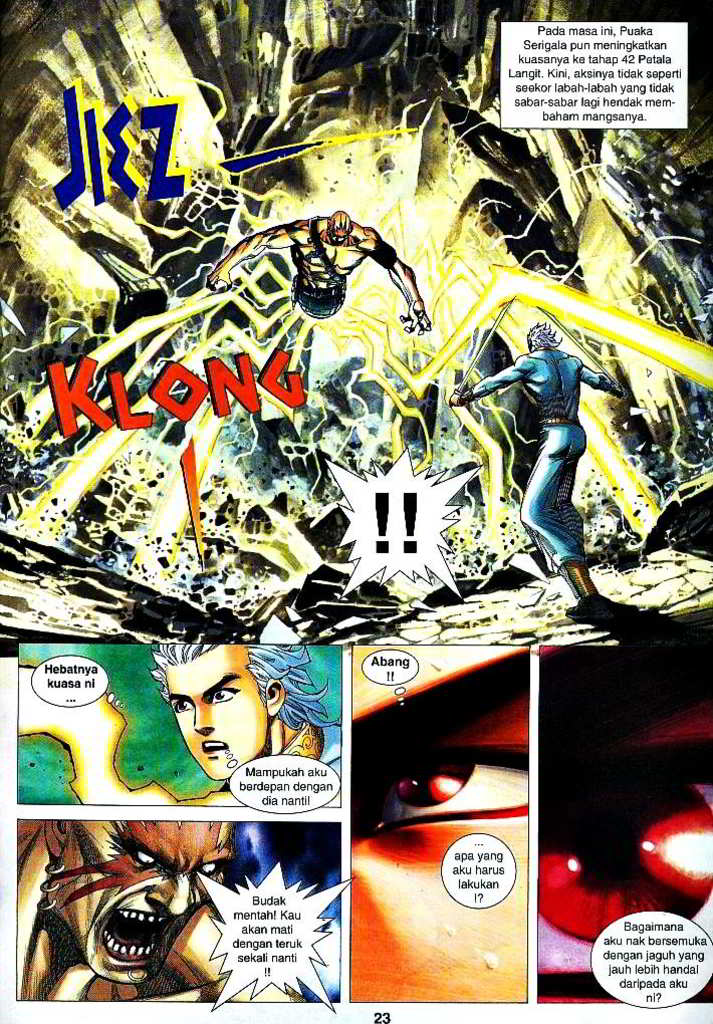 Pada masa ini, Puaka
Serigala pun meningkatkan
kuasanya ke tahap 42 Petala
Langit. Kini, aksinya tidak seperti
seekor labah-labah yang tidak
sabar-sabar lagi hendak mem-
baham mangsanya.
JIEZ
KLONG
!!
Hebatnya
kuasa ni
...
Mampukah aku
berdepan dengan
dia nanti!
Budak
mentah! Kau
akan mati
dengan teruk
sekali nanti
!!
Abang
!!
...
apa yang
aku harus
lakukan
!?
Bagaimana
aku nak bersemuka
dengan jaguh yang
jauh lebih handal
daripada aku
ni?
23